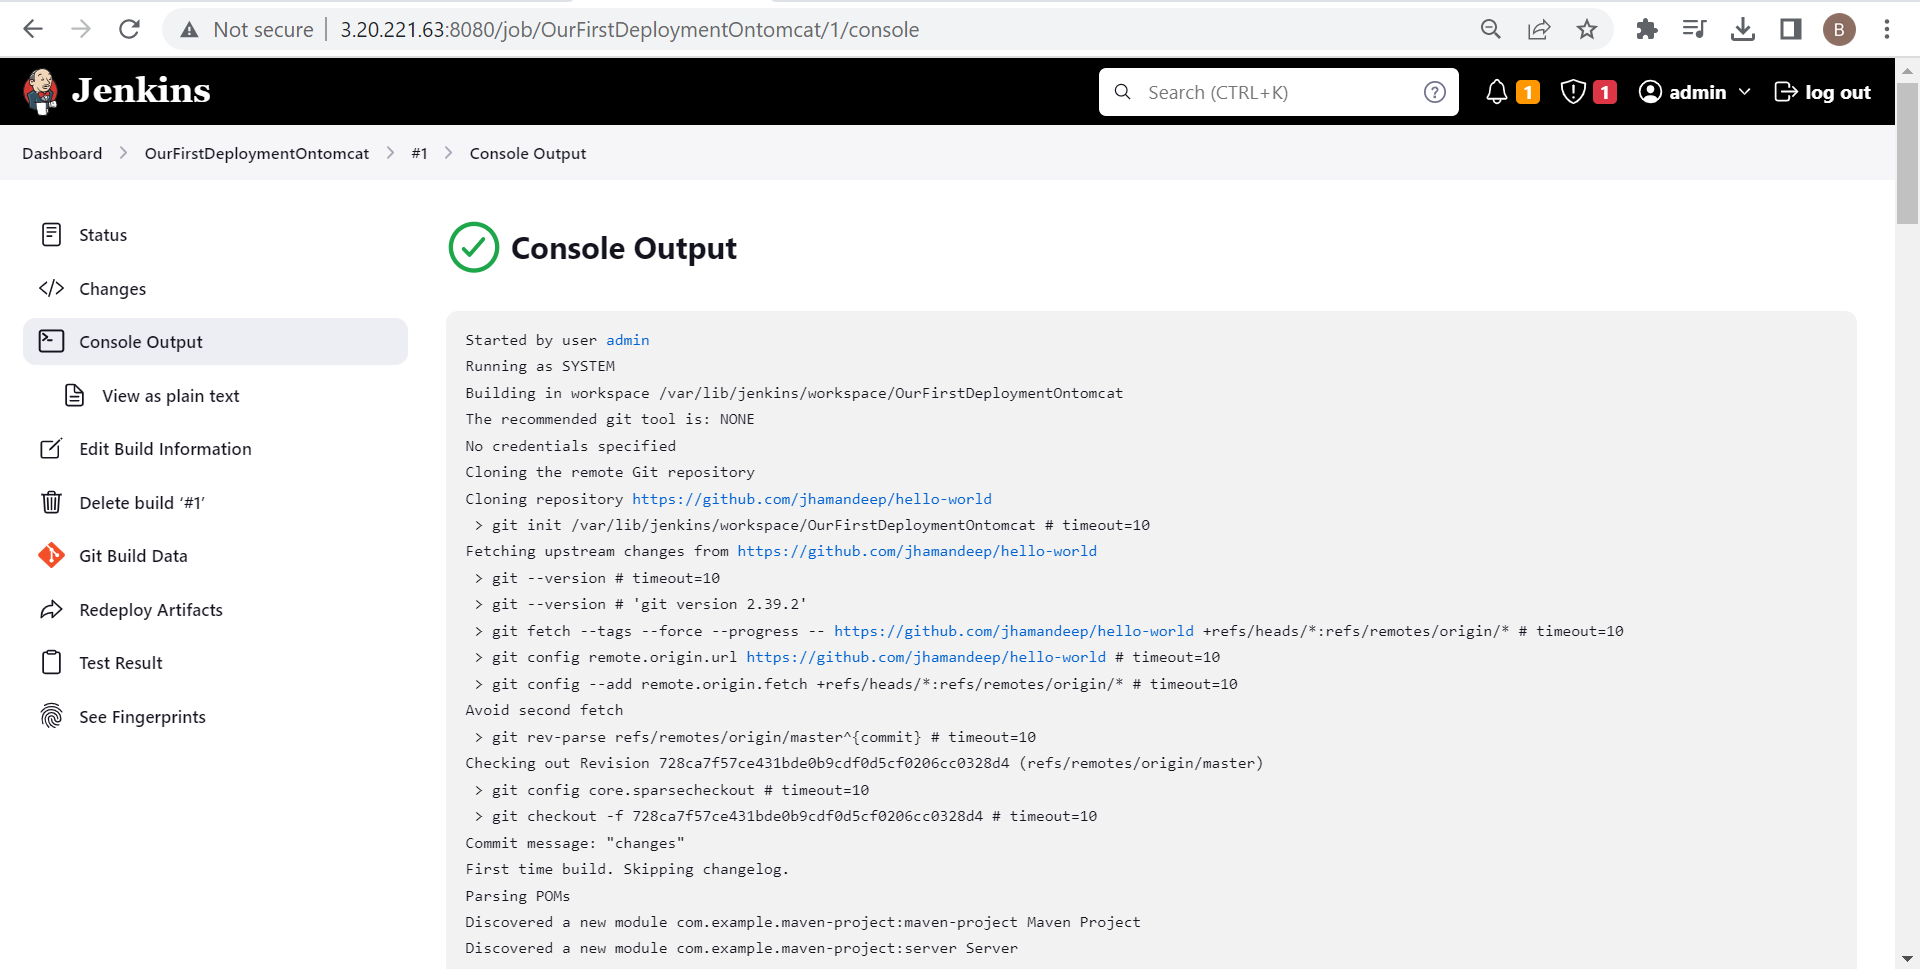 Not secure | 3.20.221.63:8080/job/OurFirstDeploymentOntomcat/1/console
B
Jenkins
Search (CTRL+K)
1
1
admin
log out
Dashboard > OurFirstDeploymentOntomcat > #1 > Console Output
Status
Changes
Console Output
View as plain text
Edit Build Information
Delete build ‘#1’
Git Build Data
Redeploy Artifacts
Test Result
See Fingerprints
Console Output
Started by user admin
Running as SYSTEM
Building in workspace /var/lib/jenkins/workspace/OurFirstDeploymentOntomcat
The recommended git tool is: NONE
No credentials specified
Cloning the remote Git repository
Cloning repository https://github.com/jhamandeep/hello-world
> git init /var/lib/jenkins/workspace/OurFirstDeploymentOntomcat # timeout=10
Fetching upstream changes from https://github.com/jhamandeep/hello-world
> git --version # timeout=10
> git --version # 'git version 2.39.2'
> git fetch --tags --force --progress -- https://github.com/jhamandeep/hello-world +refs/heads/*:refs/remotes/origin/* # timeout=10
> git config remote.origin.url https://github.com/jhamandeep/hello-world # timeout=10
> git config --add remote.origin.fetch +refs/heads/*:refs/remotes/origin/* # timeout=10
Avoid second fetch
> git rev-parse refs/remotes/origin/master^{commit} # timeout=10
Checking out Revision 728ca7f57ce431bde0b9cdf0d5cf0206cc0328d4 (refs/remotes/origin/master)
> git config core.sparsecheckout # timeout=10
> git checkout -f 728ca7f57ce431bde0b9cdf0d5cf0206cc0328d4 # timeout=10
Commit message: "changes"
First time build. Skipping changelog.
Parsing POMs
Discovered a new module com.example.maven-project:maven-project Maven Project
Discovered a new module com.example.maven-project:server Server